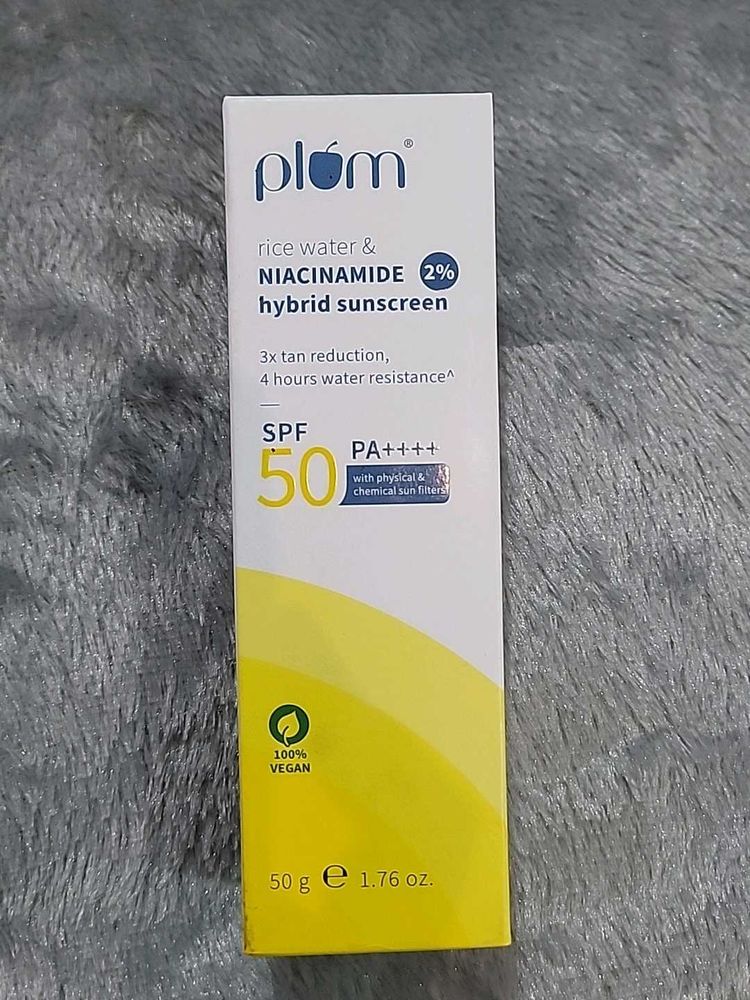 plum®
rice water &
NIACINAMIDE 2%
hybrid sunscreen
3x tan reduction,
4 hours water resistance^
SPF
50
PA++++
with physical &
chemical sun filters
100%
VEGAN
50 g e 1.76 oz.